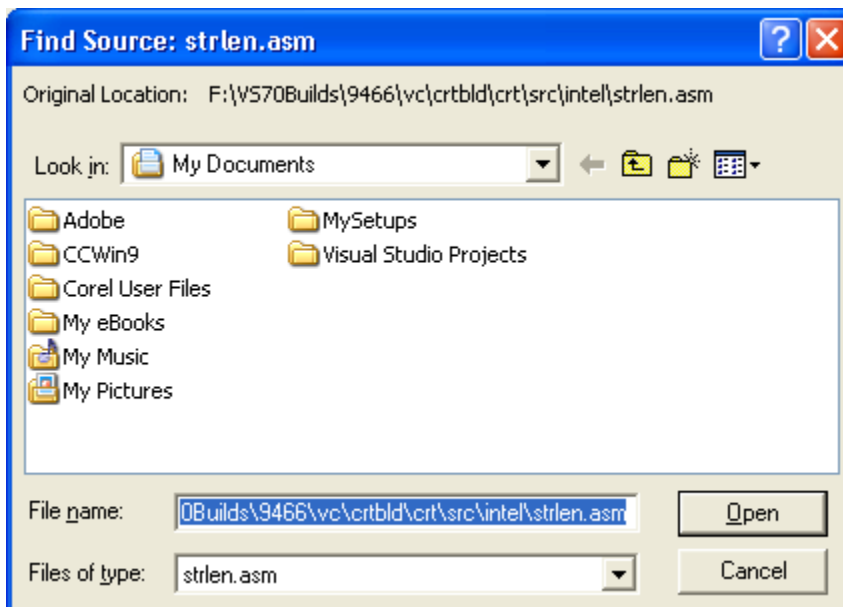 Find Source: strlen.asm
Original Location: F:\VS70Builds\9466\vc\crtbld\crt\src\intel\strlen.asm
Look in: My Documents
Adobe MySetups
CCWin9 Visual Studio Projects
Corel User Files
My eBooks
My Music
My Pictures
File name: 0Builds\9466\vc\crtbld\crt\src\intel\strlen.asm Open
Files of type: strlen.asm Cancel